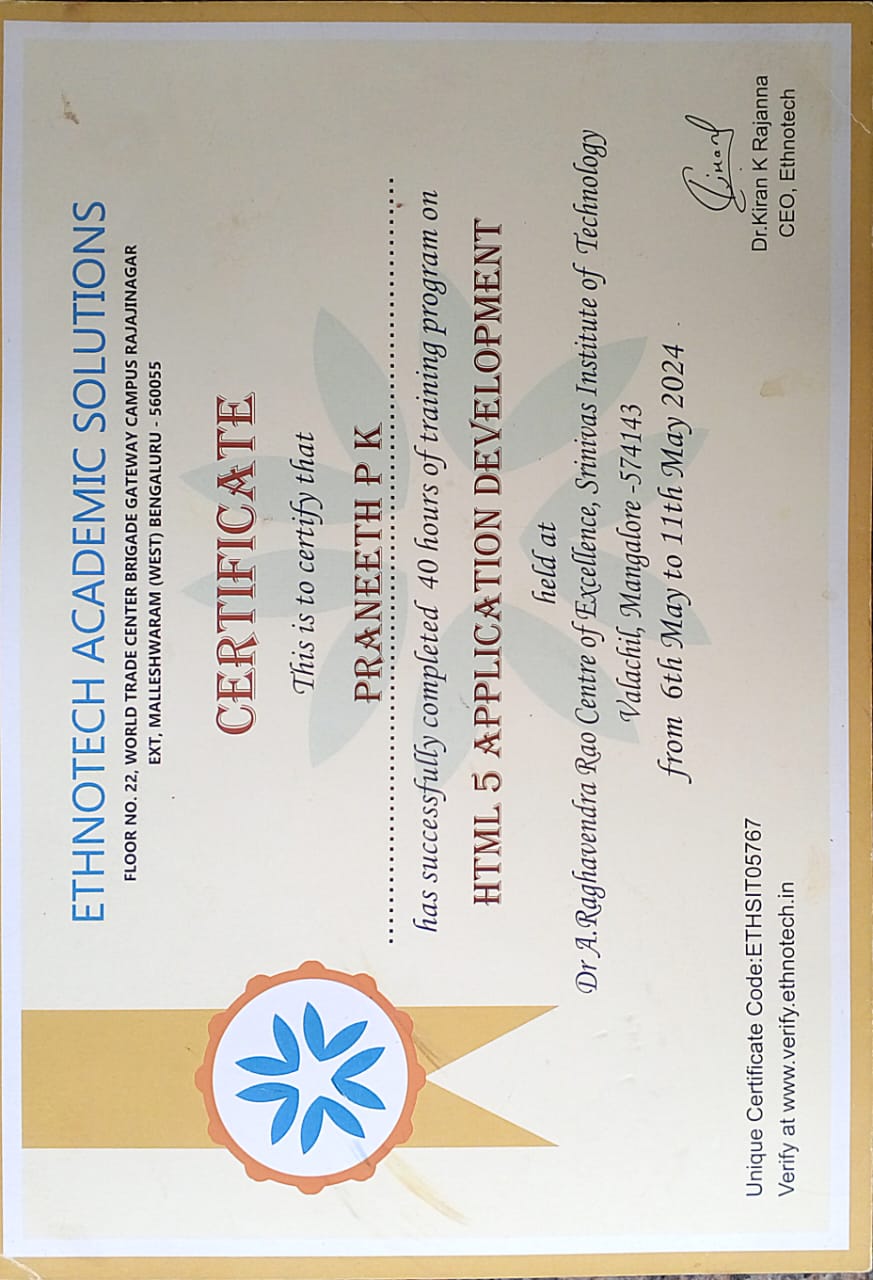 ETHNOTECH ACADEMIC SOLUTIONS
FLOOR NO. 22, WORLD TRADE CENTER BRIGADE GATEWAY CAMPUS RAJAJINAGAR
EXT, MALLESHWARAM (WEST) BENGALURU - 560055
CERTIFICATE
This is to certify that
PRANEETH P K
has successfully completed 40 hours of training program on
HTML 5 APPLICATION DEVELOPMENT
held at
Dr A.Raghavendra Rao Centre of Excellence, Srinivas Institute of Technology
Valachil, Mangalore -574143
from 6th May to 11th May 2024
Unique Certificate Code:ETHSIT05767
Verify at www.verify.ethnotech.in
Dr.Kiran K Rajanna
CEO, Ethnotech